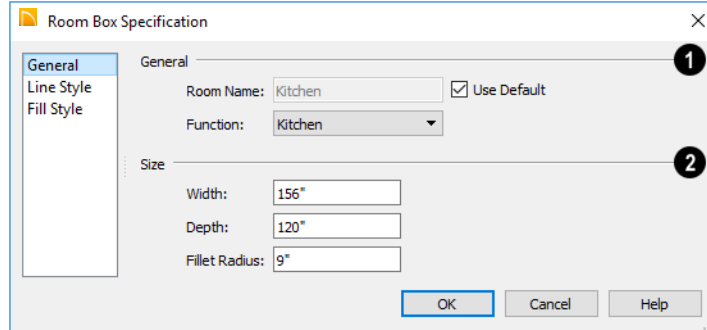 Room Box Specification
General
Line Style
Fill Style
General
1
Room Name: Kitchen Use Default
Function: Kitchen
Size
2
Width: 156"
Depth: 120"
Fillet Radius: 9"
OK Cancel Help